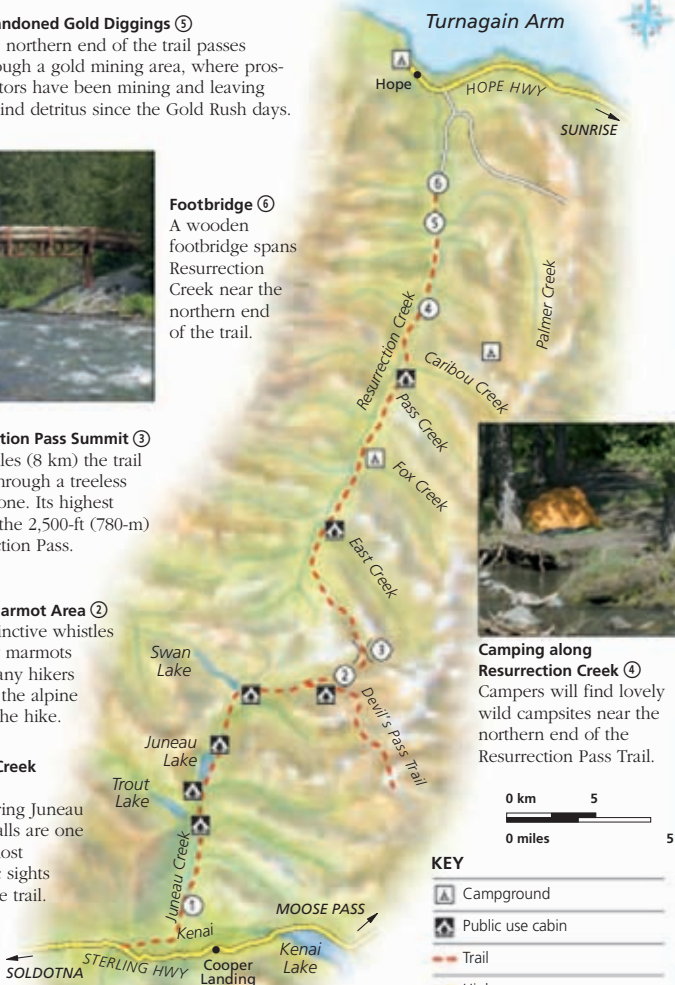 andoned Gold Diggings ⑤
northern end of the trail passes
ough a gold mining area, where pros-
tors have been mining and leaving
ind detritus since the Gold Rush days.
Footbridge ⑥
A wooden
footbridge spans
Resurrection
Creek near the
northern end
of the trail.
tion Pass Summit ③
les (8 km) the trail
hrough a treeless
one. Its highest
the 2,500-ft (780-m)
ction Pass.
armot Area ②
inctive whistles
marmots
any hikers
the alpine
he hike.
Creek
ring Juneau
alls are one
ost
c sights
e trail.
Turnagain Arm
Hope
HOPE HWY
SUNRISE
⑥
⑤
④
Resurrection Creek
Palmer Creek
Caribou Creek
Pass Creek
Fox Creek
East Creek
③
②
Swan
Lake
Devil's Pass Trail
Juneau
Lake
Trout
Lake
Juneau Creek
①
MOOSE PASS
Kenai
SOLDOTNA
STERLING HWY
Cooper
Landing
Kenai
Lake
Camping along
Resurrection Creek ④
Campers will find lovely
wild campsites near the
northern end of the
Resurrection Pass Trail.
0 km 5
0 miles 5
KEY
Campground
Public use cabin
Trail